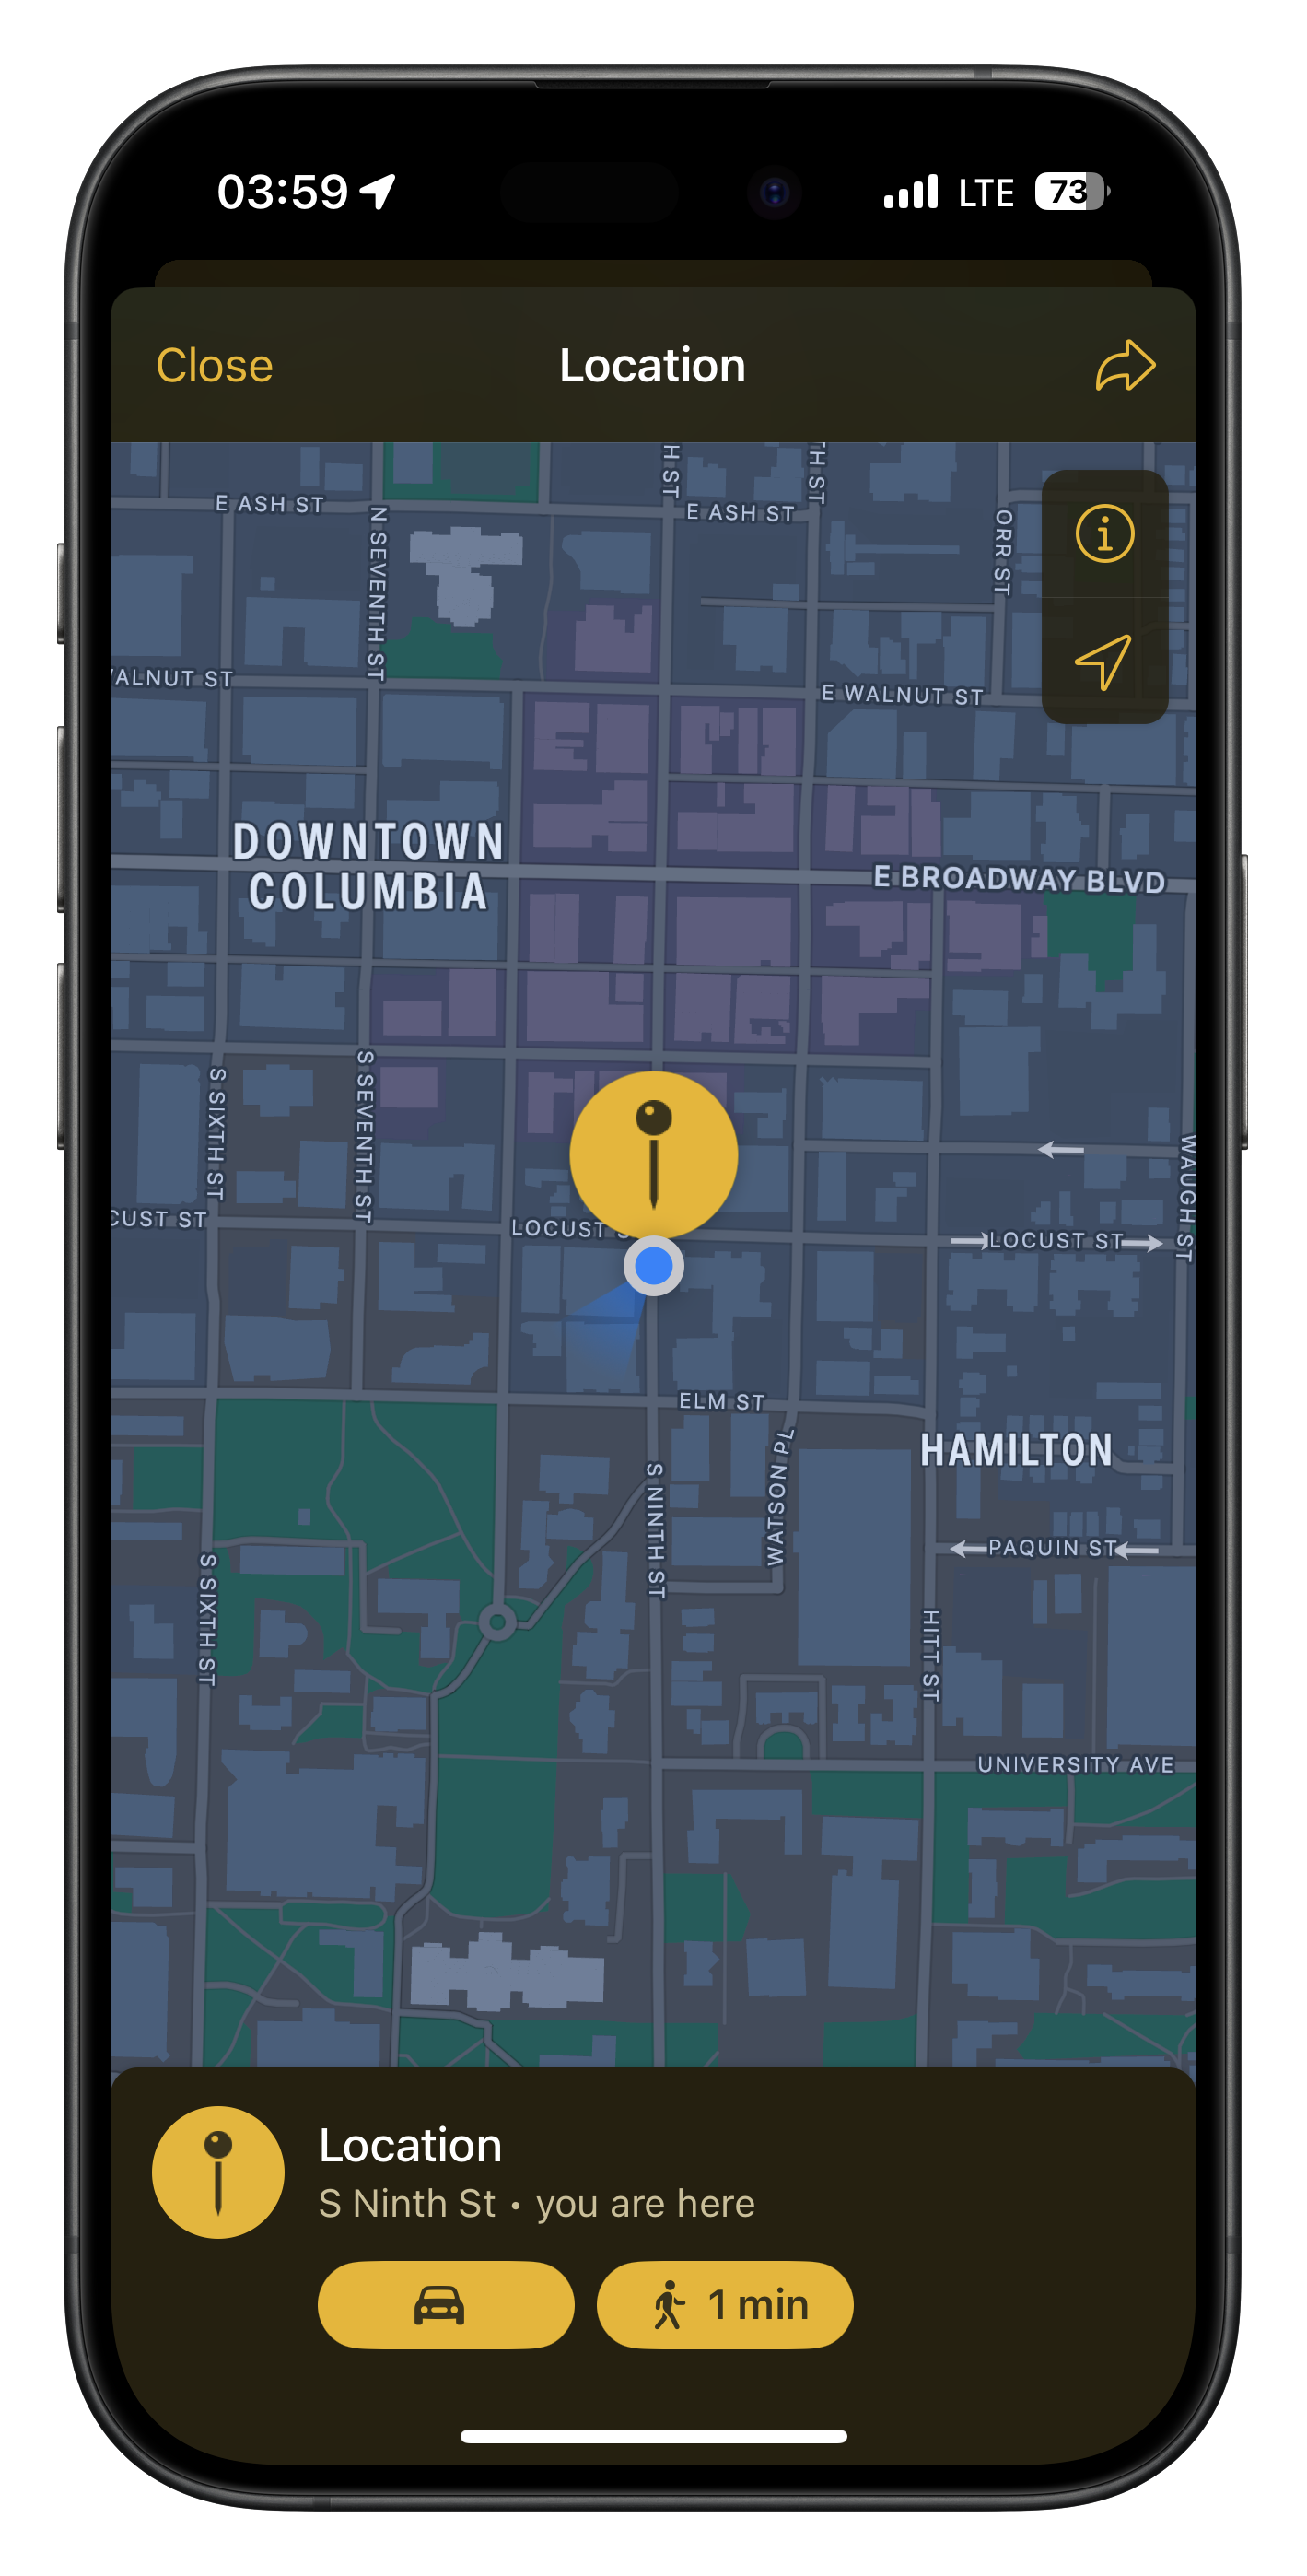 03:59
LTE
73
Close
Location
H ST
TH ST
E ASH ST
E ASH ST
N SEVENTH ST
ORR ST
WALNUT ST
E WALNUT ST
DOWNTOWN
COLUMBIA
E BROADWAY BLVD
S SIXTH ST
S SEVENTH ST
WAUGH ST
CUST ST
LOCUST S
LOCUST ST
ELM ST
HAMILTON
WATSON PL
S NINTH ST
PAQUIN ST
S SIXTH ST
HITT ST
UNIVERSITY AVE
Location
S Ninth St • you are here
1 min